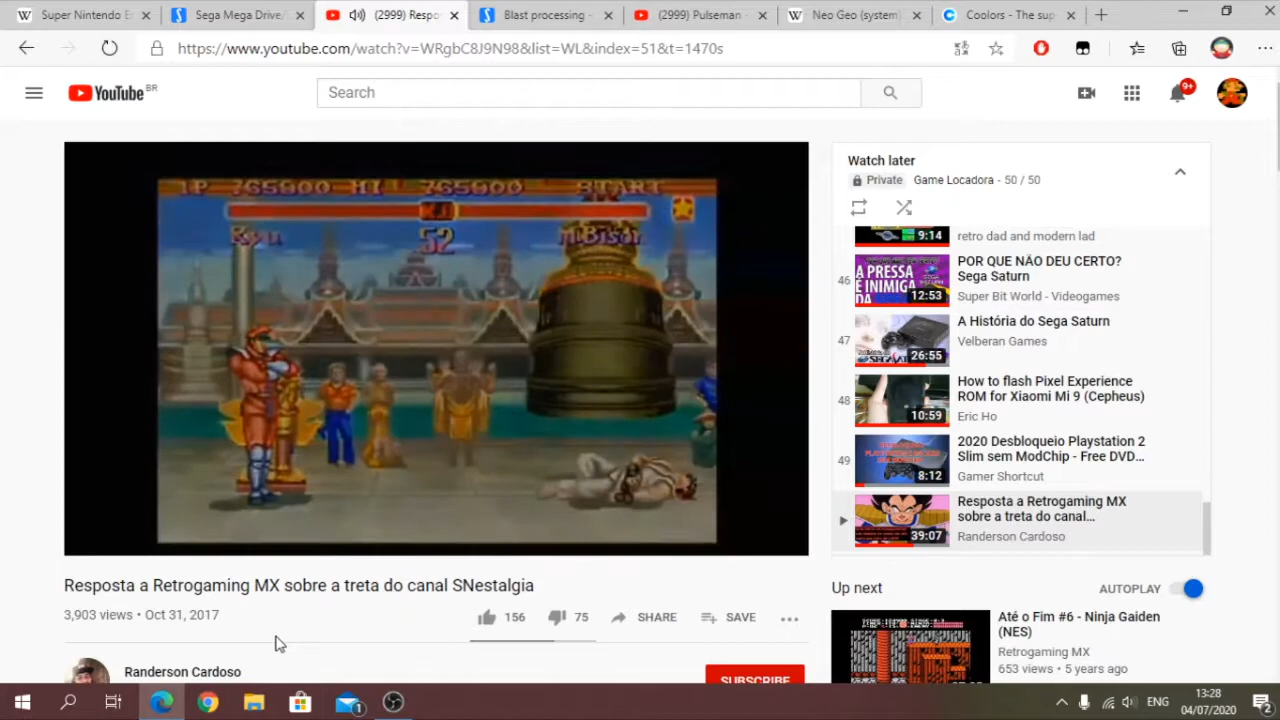 Super Nintendo E
Sega Mega Drive/
(2999) Respo
Blast processing -
(2999) Pulseman
Neo Geo (system)
Coolors - The sup
https://www.youtube.com/watch?v=WRgbC8J9N98&list=WL&index=51&t=1470s
YouTube BR
Search
9+
1P 765900 HI 765900 START
KO
Ryu 52 M.Bison
Watch later
Private Game Locadora - 50 / 50
9:14
retro dad and modern lad
46
A PRESSA
É INIMIGA
DA
12:53
POR QUE NÃO DEU CERTO?
Sega Saturn
Super Bit World - Videogames
47
26:55
A História do Sega Saturn
Velberan Games
48
10:59
How to flash Pixel Experience
ROM for Xiaomi Mi 9 (Cepheus)
Eric Ho
49
8:12
2020 Desbloqueio Playstation 2
Slim sem ModChip - Free DVD...
Gamer Shortcut
39:07
Resposta a Retrogaming MX
sobre a treta do canal...
Randerson Cardoso
Resposta a Retrogaming MX sobre a treta do canal SNestalgia
3,903 views • Oct 31, 2017
156
75
SHARE
SAVE
Randerson Cardoso
SUBSCRIBE
Up next
AUTOPLAY
Até o Fim #6 - Ninja Gaiden
(NES)
Retrogaming MX
653 views • 5 years ago
1
ENG
13:28
04/07/2020
2